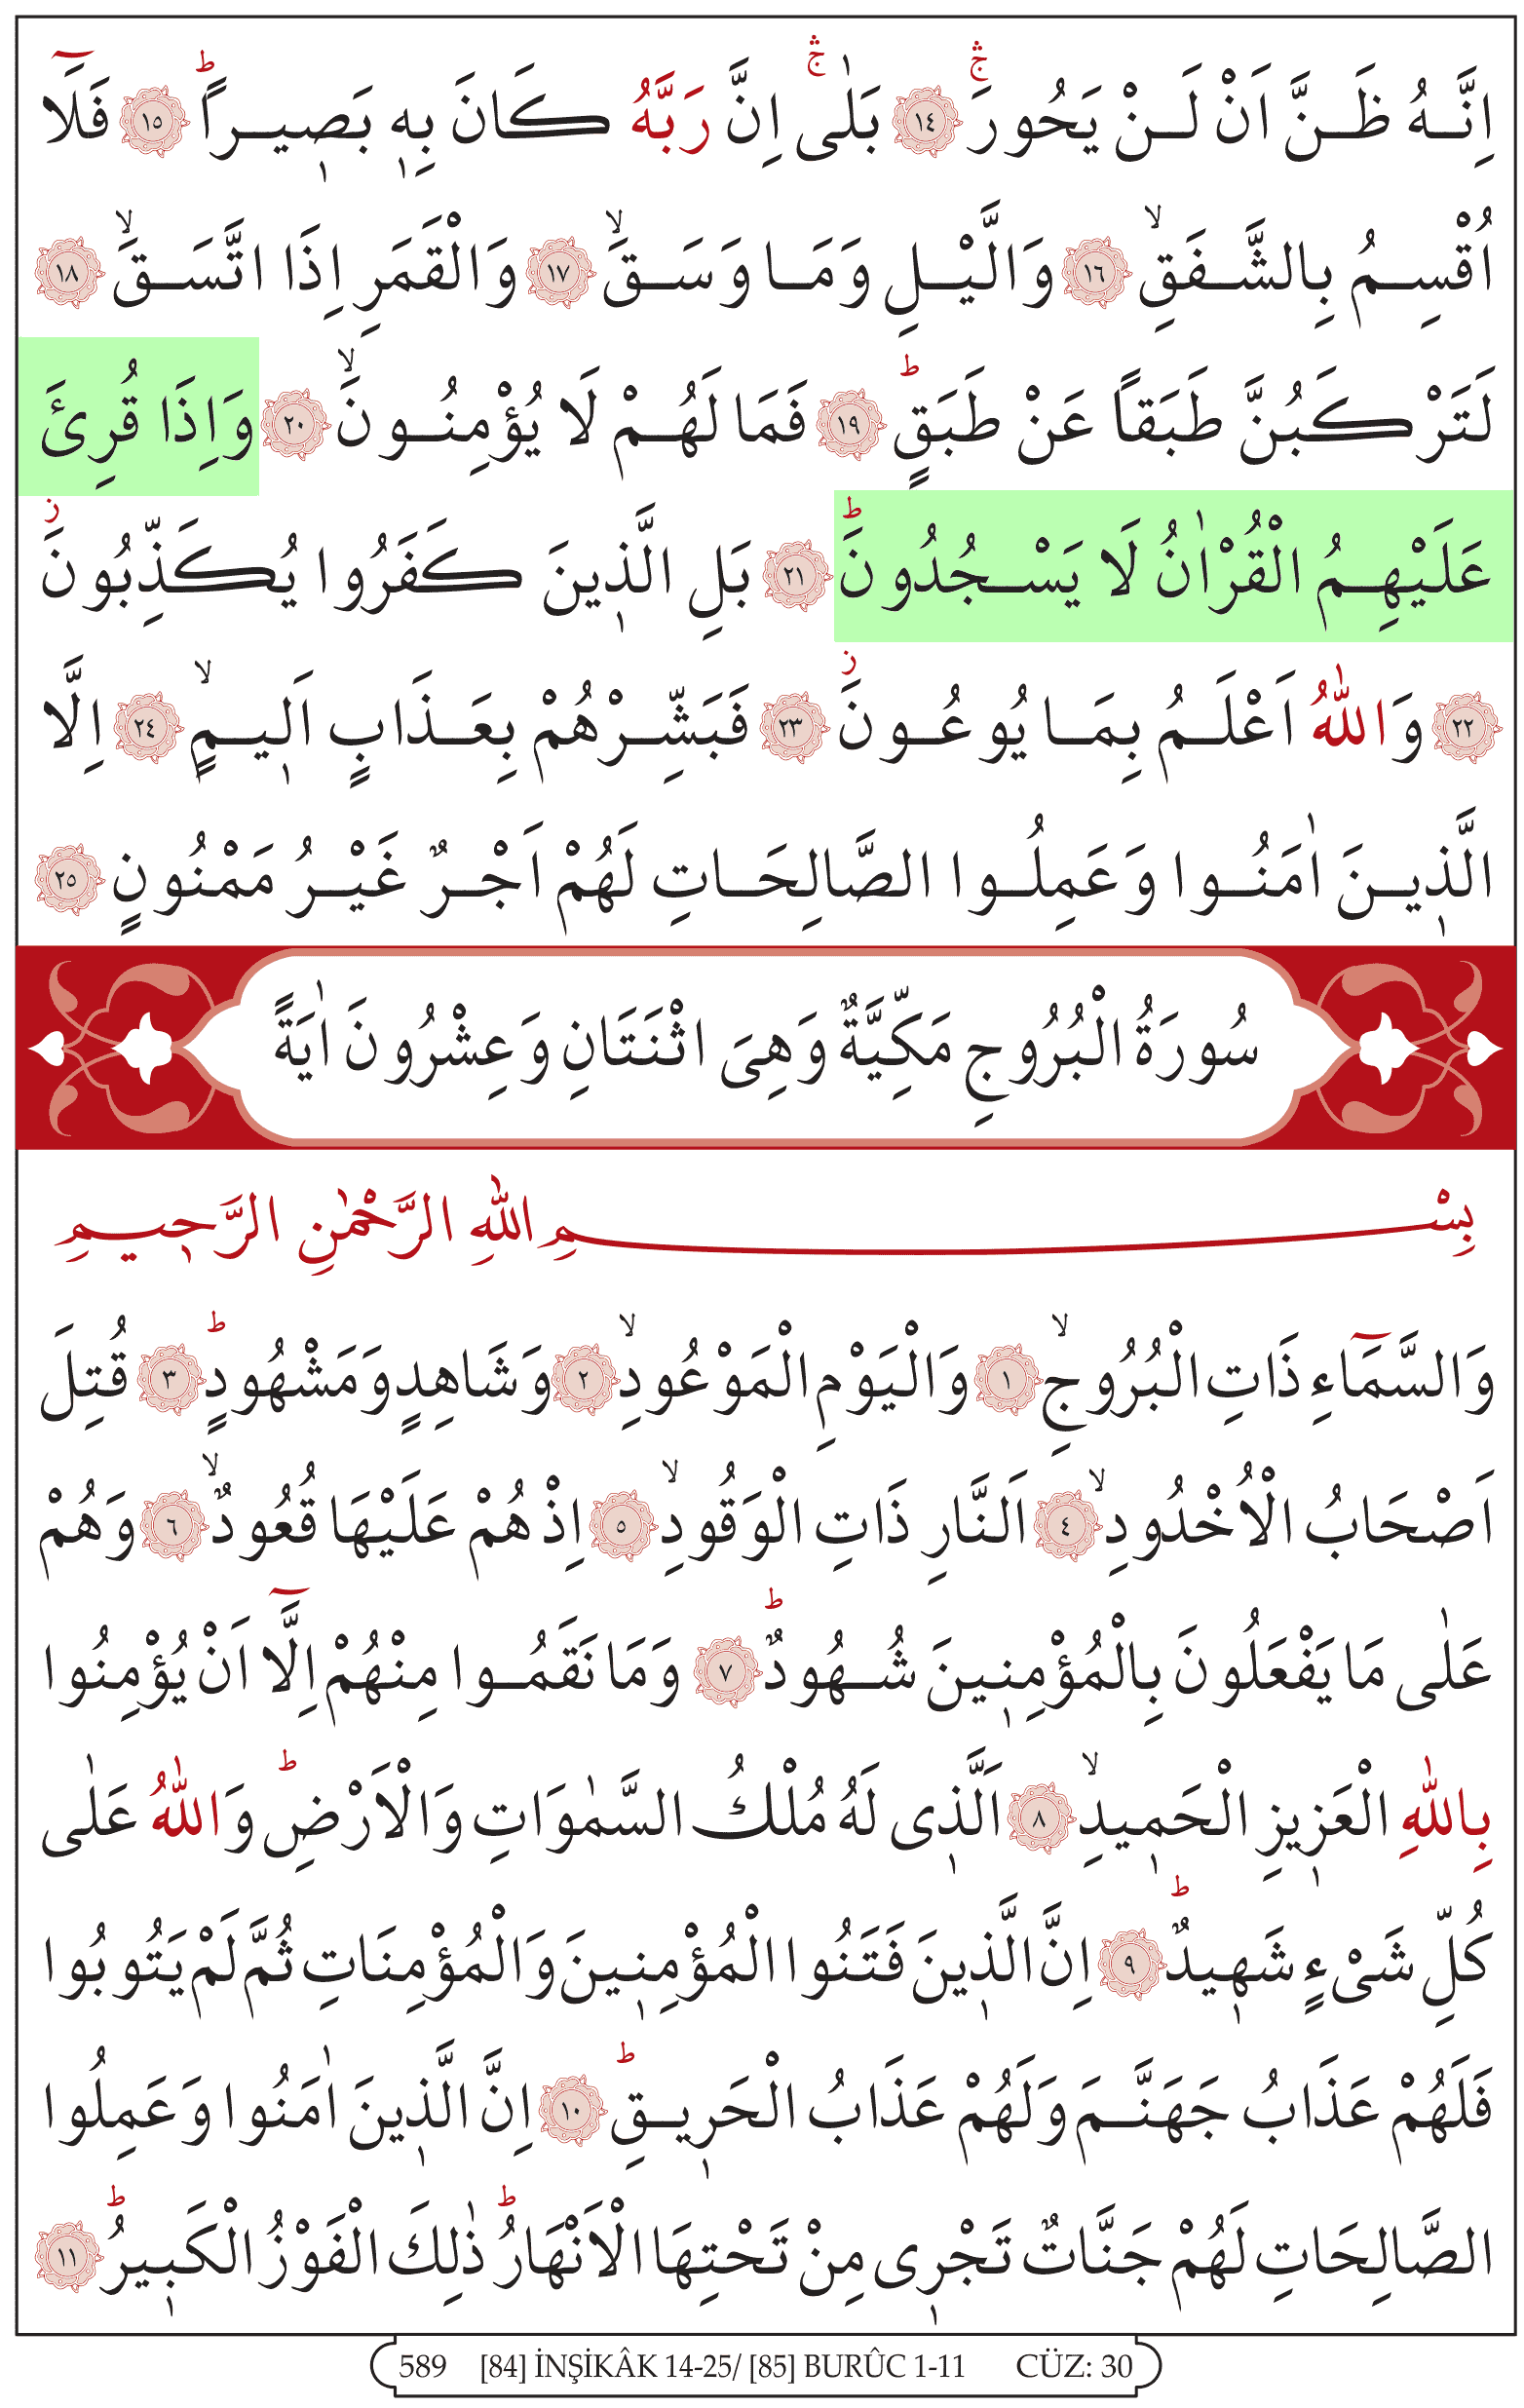 اِنَّهُ ظَنَّ اَنْ لَنْ يَحُورَۚۛ ﴿١٤﴾ بَلٰىۚۛ اِنَّ رَبَّهُ كَانَ بِه۪ بَص۪يراًۜ ﴿١٥﴾ فَلَٓا
اُقْسِمُ بِالشَّفَقِۙ ﴿١٦﴾ وَالَّيْلِ وَمَا وَسَقَۙ ﴿١٧﴾ وَالْقَمَرِ اِذَا اتَّسَقَۙ ﴿١٨﴾
لَتَرْكَبُنَّ طَبَقاً عَنْ طَبَقٍۜ ﴿١٩﴾ فَمَا لَهُمْ لَا يُؤْمِنُونَۙ ﴿٢٠﴾ وَاِذَا قُرِئَ
عَلَيْهِمُ الْقُرْاٰنُ لَا يَسْجُدُونَۜ ﴿٢١﴾ بَلِ الَّذ۪ينَ كَفَرُوا يُكَذِّبُونَۘ
﴿٢٢﴾ وَاللّٰهُ اَعْلَمُ بِمَا يُوعُونَۘ ﴿٢٣﴾ فَبَشِّرْهُمْ بِعَذَابٍ اَل۪يمٍۙ ﴿٢٤﴾ اِلَّا
الَّذ۪ينَ اٰمَنُوا وَعَمِلُوا الصَّالِحَاتِ لَهُمْ اَجْرٌ غَيْرُ مَمْنُونٍ ﴿٢٥﴾
سُورَةُ الْبُرُوجِ مَكِّيَّةٌ وَهِىَ اثْنَتَانِ وَعِشْرُونَ اٰيَةً
بِسْمِ اللّٰهِ الرَّحْمٰنِ الرَّح۪يمِ
وَالسَّمَٓاءِ ذَاتِ الْبُرُوجِۙ ﴿١﴾ وَالْيَوْمِ الْمَوْعُودِۙ ﴿٢﴾ وَشَاهِدٍ وَمَشْهُودٍۜ ﴿٣﴾ قُتِلَ
اَصْحَابُ الْاُخْدُودِۙ ﴿٤﴾ اَلنَّارِ ذَاتِ الْوَقُودِۙ ﴿٥﴾ اِذْ هُمْ عَلَيْهَا قُعُودٌۙ ﴿٦﴾ وَهُمْ
عَلٰى مَا يَفْعَلُونَ بِالْمُؤْمِن۪ينَ شُهُودٌۜ ﴿٧﴾ وَمَا نَقَمُوا مِنْهُمْ اِلَّٓا اَنْ يُؤْمِنُوا
بِاللّٰهِ الْعَز۪يزِ الْحَم۪يدِۙ ﴿٨﴾ اَلَّذ۪ى لَهُ مُلْكُ السَّمٰوَاتِ وَالْاَرْضِۜ وَاللّٰهُ عَلٰى
كُلِّ شَىْءٍ شَه۪يدٌۜ ﴿٩﴾ اِنَّ الَّذ۪ينَ فَتَنُوا الْمُؤْمِن۪ينَ وَالْمُؤْمِنَاتِ ثُمَّ لَمْ يَتُوبُوا
فَلَهُمْ عَذَابُ جَهَنَّمَ وَلَهُمْ عَذَابُ الْحَر۪يقِۜ ﴿١٠﴾ اِنَّ الَّذ۪ينَ اٰمَنُوا وَعَمِلُوا
الصَّالِحَاتِ لَهُمْ جَنَّاتٌ تَجْر۪ى مِنْ تَحْتِهَا الْاَنْهَارُۜ ذٰلِكَ الْفَوْزُ الْكَب۪يرُۜ ﴿١١﴾
589 [84] İNŞİKÂK 14-25/ [85] BURÛC 1-11 CÜZ: 30